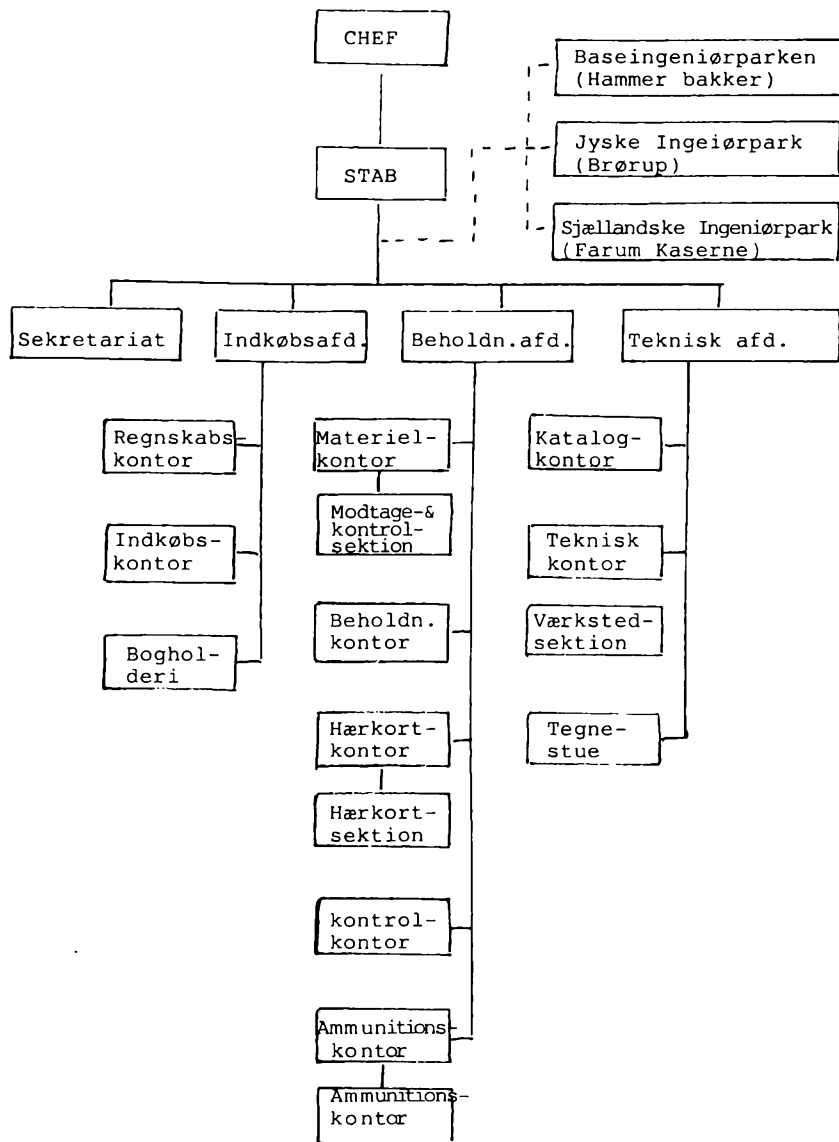 CHEF
Baseingeniørparken
(Hammer bakker)
Jyske Ingeiørpark
(Brørup)
STAB
Sjællandske Ingeniørpark
(Farum Kaserne)
Sekretariat
Indkøbsafd.
Beholdn.afd.
Teknisk afd.
Regnskabs-
kontor
Indkøbs-
kontor
Boghol-
deri
Materiel-
kontor
Modtage-&
kontrol-
sektion
Beholdn.
kontor
Hærkort-
kontor
Hærkort-
sektion
kontrol-
kontor
Ammunitions-
kontor
Ammunitions-
kontor
Katalog-
kontor
Teknisk
kontor
Værksted-
sektion
Tegne-
stue